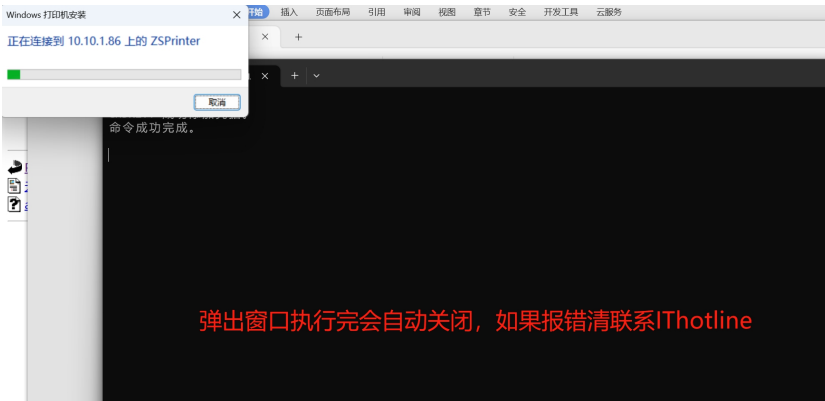 Windows 打印机安装
开始 插入 页面布局 引用 审阅 视图 章节 安全 开发工具 云服务
正在连接到 10.10.1.86 上的 ZSPrinter
取消
命令成功完成。
弹出窗口执行完会自动关闭，如果报错清联系IThotline